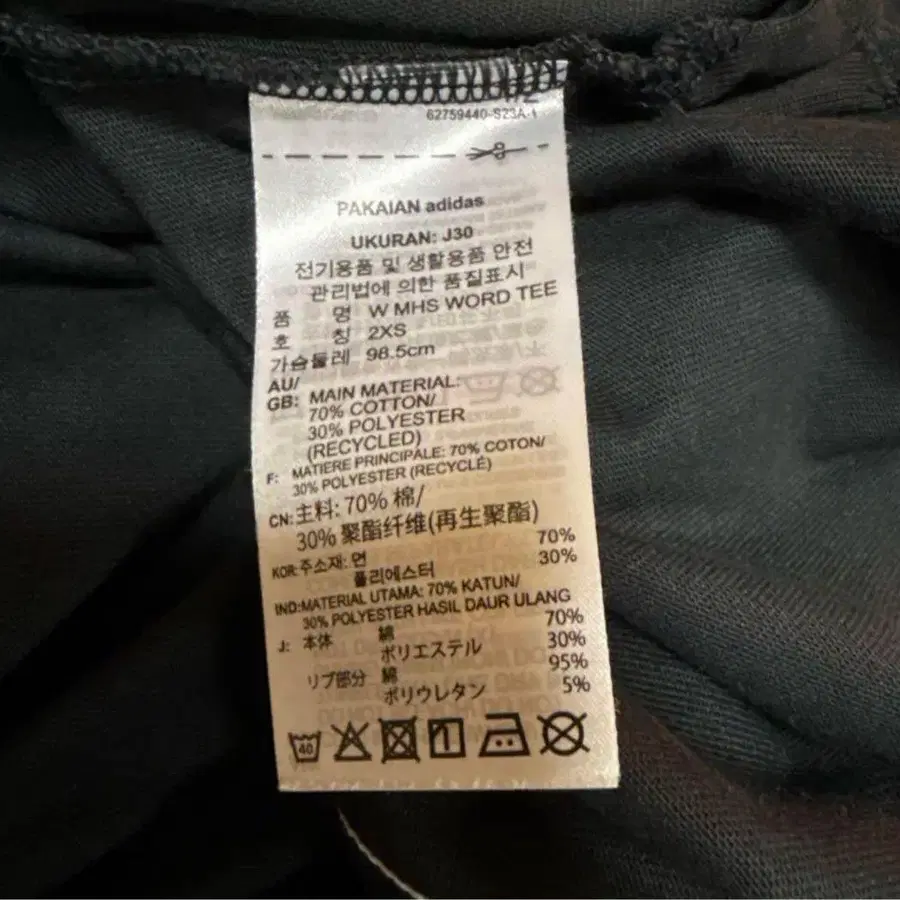 62759440-S23A-1
PAKAIAN adidas
UKURAN: J30
전기용품 및 생활용품 안전
관리법에 의한 품질표시
품 명 W MHS WORD TEE
호 칭 2XS
가슴둘레 98.5cm
AU/
GB: MAIN MATERIAL:
70% COTTON/
30% POLYESTER
(RECYCLED)
F: MATIERE PRINCIPALE: 70% COTON/
30% POLYESTER (RECYCLÉ)
CN: 主料: 70% 棉/
30% 聚酯纤维(再生聚酯)
KOR: 주소재: 면 70%
폴리에스터 30%
IND: MATERIAL UTAMA: 70% KATUN/
30% POLYESTER HASIL DAUR ULANG
J: 本体 綿 70%
ポリエステル 30%
リブ部分 綿 95%
ポリウレタン 5%
40